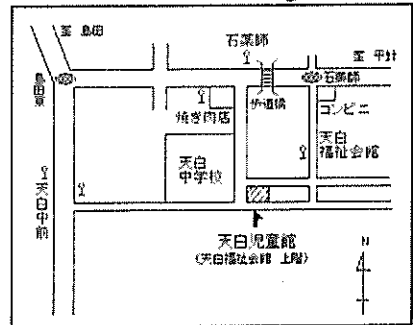 至 島田
石薬師
至 平針
島田東
石薬師
歩道橋
コンビニ
焼き肉店
天白
福祉会館
天白
中学校
天白中前
天白児童館
(天白福祉会館 上階)
N